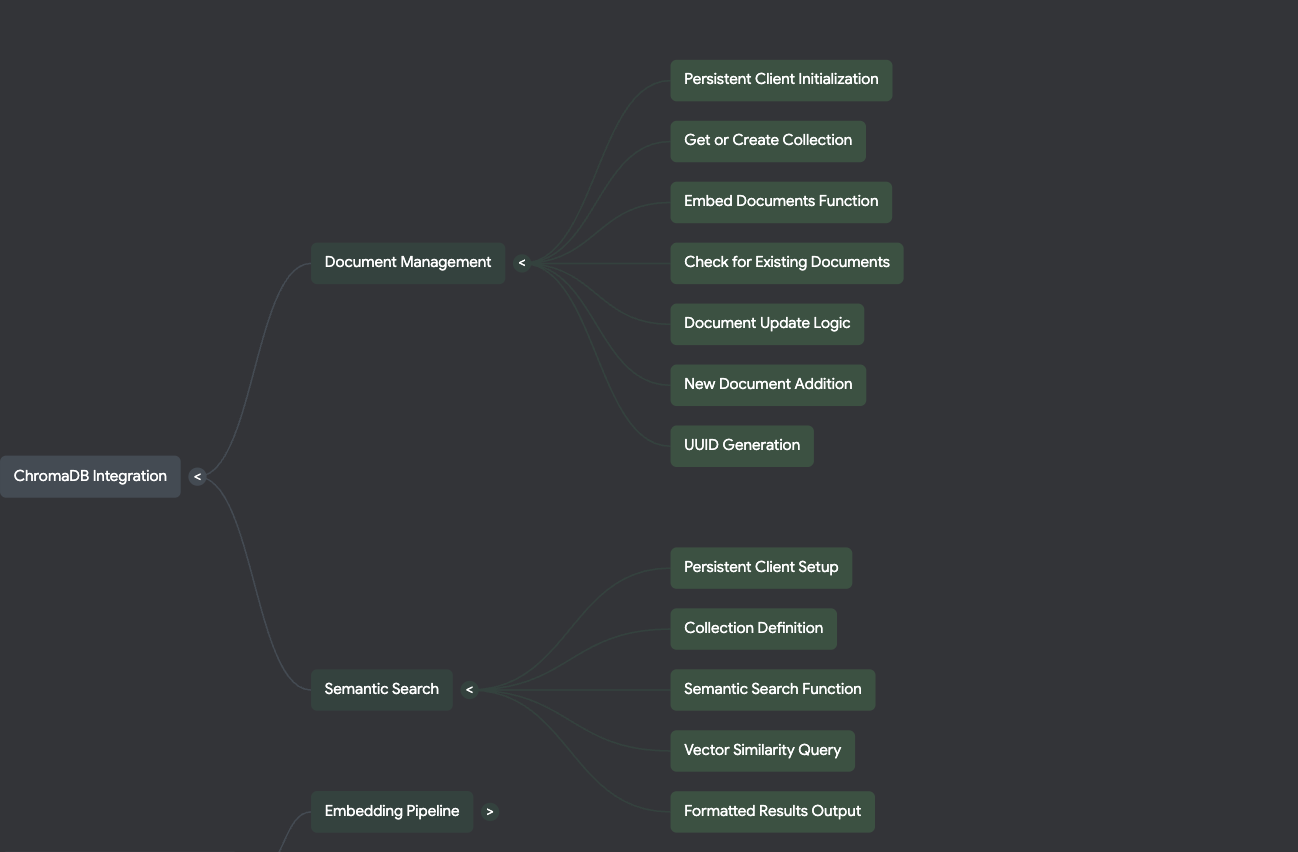 ChromaDB Integration
<
Document Management
<
Persistent Client Initialization
Get or Create Collection
Embed Documents Function
Check for Existing Documents
Document Update Logic
New Document Addition
UUID Generation
Semantic Search
<
Persistent Client Setup
Collection Definition
Semantic Search Function
Vector Similarity Query
Formatted Results Output
Embedding Pipeline
>